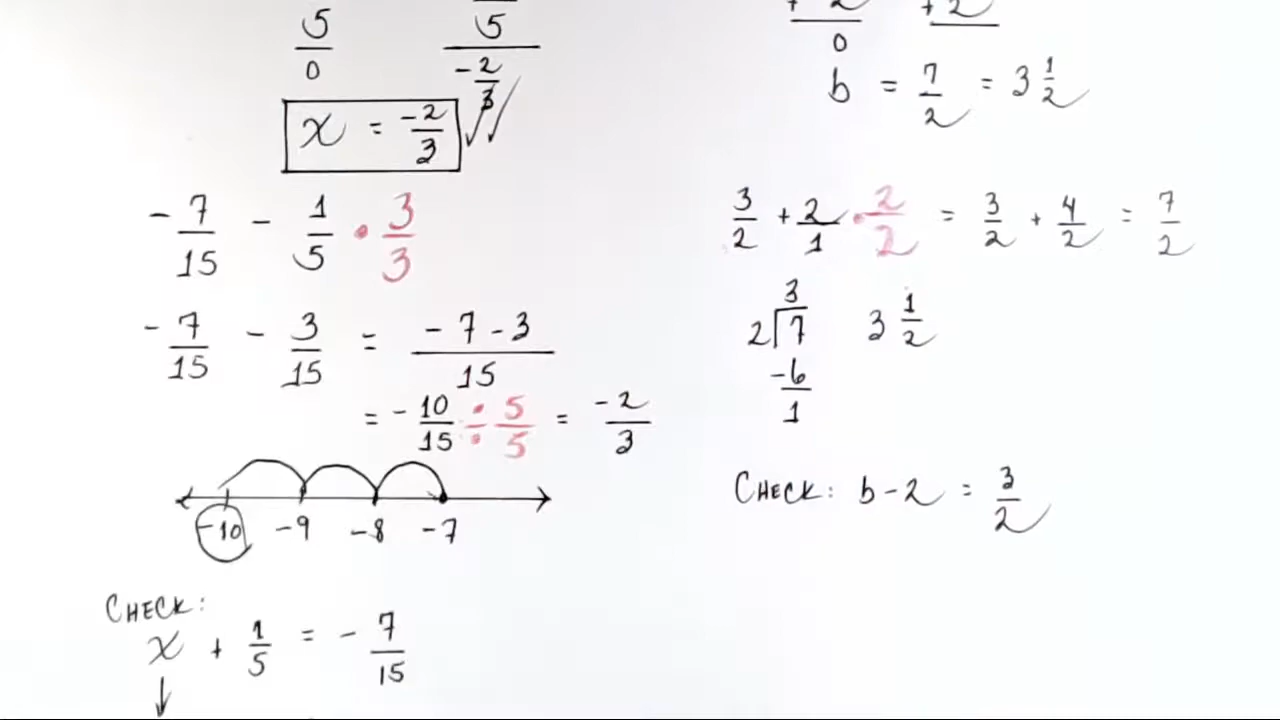 5 5
0 -2/3
x = -2/3
-7/15 - 1/5 · 3/3
-7/15 - 3/15 = -7-3/15
= -10/15 ÷ 5/5 = -2/3
-10 -9 -8 -7
CHECK:
x + 1/5 = -7/15
+2
0
b = 7/2 = 3 1/2
3/2 + 2/1 · 2/2 = 3/2 + 4/2 = 7/2
3
2 7 3 1/2
-6
1
CHECK: b-2 = 3/2